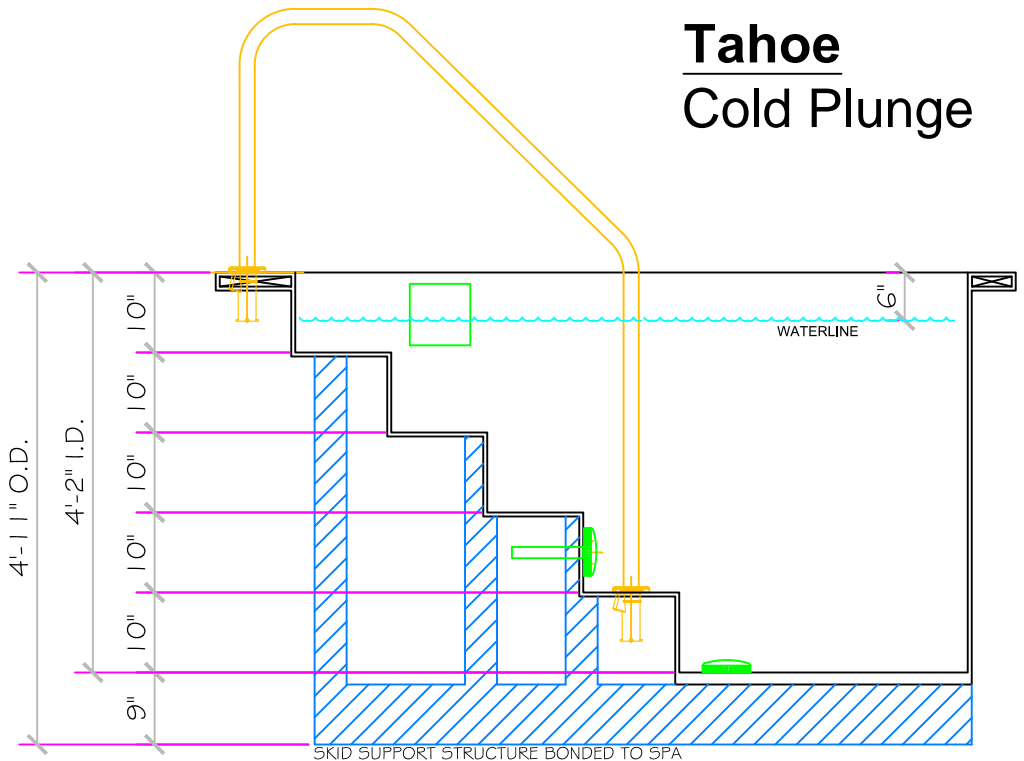 Tahoe
Cold Plunge
6"
WATERLINE
10"
10"
10"
10"
10"
9"
4'-2" I.D.
4'-11" O.D.
SKID SUPPORT STRUCTURE BONDED TO SPA